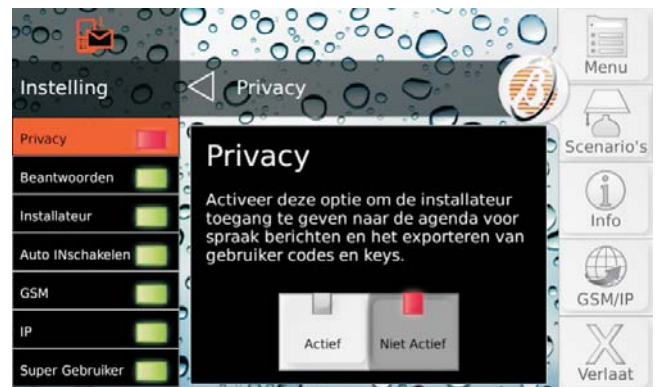 Instelling
Privacy
Menu
Privacy
Beantwoorden
Installateur
Auto INschakelen
GSM
IP
Super Gebruiker
Privacy
Activeer deze optie om de installateur
toegang te geven naar de agenda voor
spraak berichten en het exporteren van
gebruiker codes en keys.
Actief
Niet Actief
Scenario's
Info
GSM/IP
Verlaat